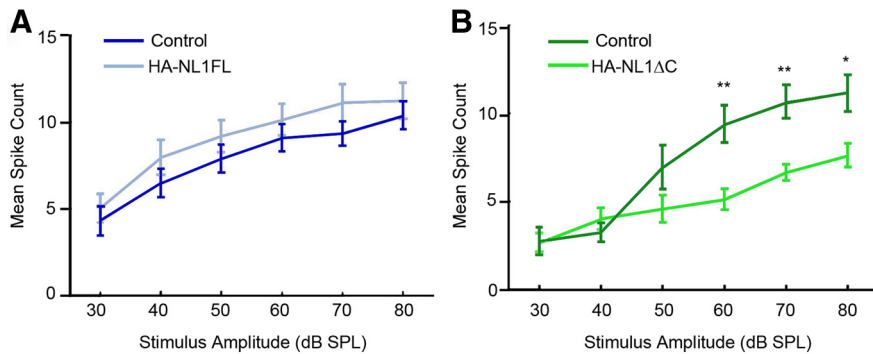 A
15
10
5
0
Mean Spike Count
Control
HA-NL1FL
30 40 50 60 70 80
Stimulus Amplitude (dB SPL)
B
15
10
5
0
Mean Spike Count
Control
HA-NL1ΔC
** ** *
30 40 50 60 70 80
Stimulus Amplitude (dB SPL)